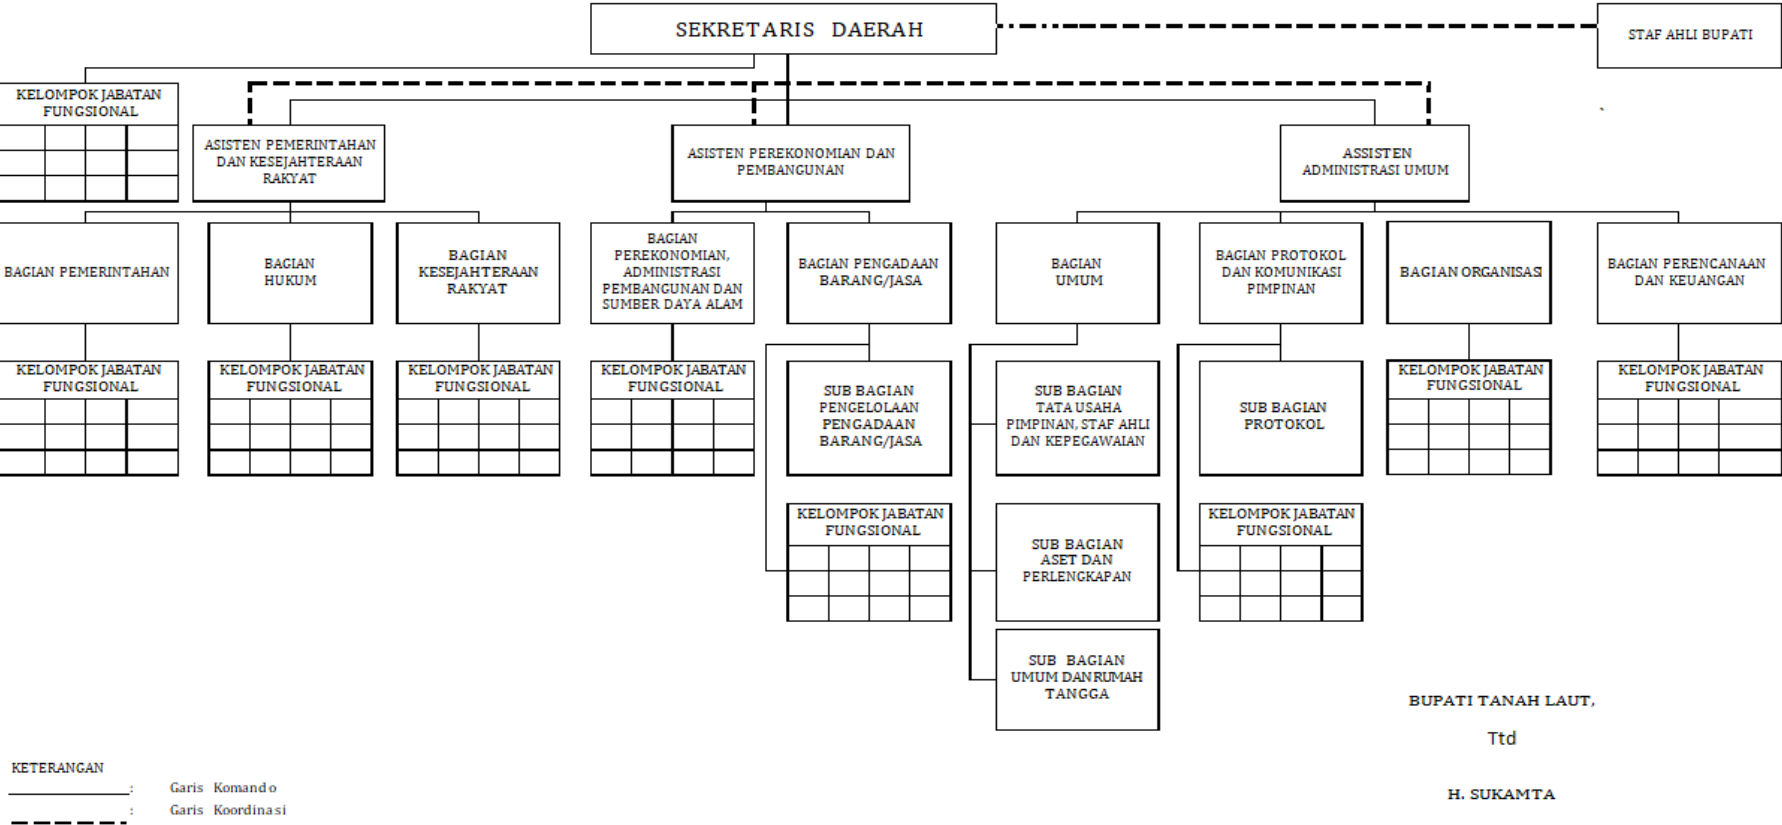 SEKRETARIS DAERAH
STAF AHLI BUPATI
KELOMPOK JABATAN
FUNGSIONAL
ASISTEN PEMERINTAHAN
DAN KESEJAHTERAAN
RAKYAT
ASISTEN PEREKONOMIAN DAN
PEMBANGUNAN
ASSISTEN
ADMINISTRASI UMUM
BAGIAN PEMERINTAHAN
BAGIAN
HUKUM
BAGIAN
KESEJAHTERAAN
RAKYAT
BAGIAN
PEREKONOMIAN,
ADMINISTRASI
PEMBANGUNAN DAN
SUMBER DAYA ALAM
BAGIAN PENGADAAN
BARANG/JASA
BAGIAN
UMUM
BAGIAN PROTOKOL
DAN KOMUNIKASI
PIMPINAN
BAGIAN ORGANISASI
BAGIAN PERENCANAAN
DAN KEUANGAN
KELOMPOK JABATAN
FUNGSIONAL
KELOMPOK JABATAN
FUNGSIONAL
KELOMPOK JABATAN
FUNGSIONAL
KELOMPOK JABATAN
FUNGSIONAL
SUB BAGIAN
PENGELOLAAN
PENGADAAN
BARANG/JASA
SUB BAGIAN
TATA USAHA
PIMPINAN, STAF AHLI
DAN KEPEGAWAIAN
SUB BAGIAN
PROTOKOL
KELOMPOK JABATAN
FUNGSIONAL
KELOMPOK JABATAN
FUNGSIONAL
KELOMPOK JABATAN
FUNGSIONAL
SUB BAGIAN
ASET DAN
PERLENGKAPAN
KELOMPOK JABATAN
FUNGSIONAL
SUB BAGIAN
UMUM DAN RUMAH
TANGGA
BUPATI TANAH LAUT,
Ttd
H. SUKAMTA
KETERANGAN
: Garis Komando
: Garis Koordinasi